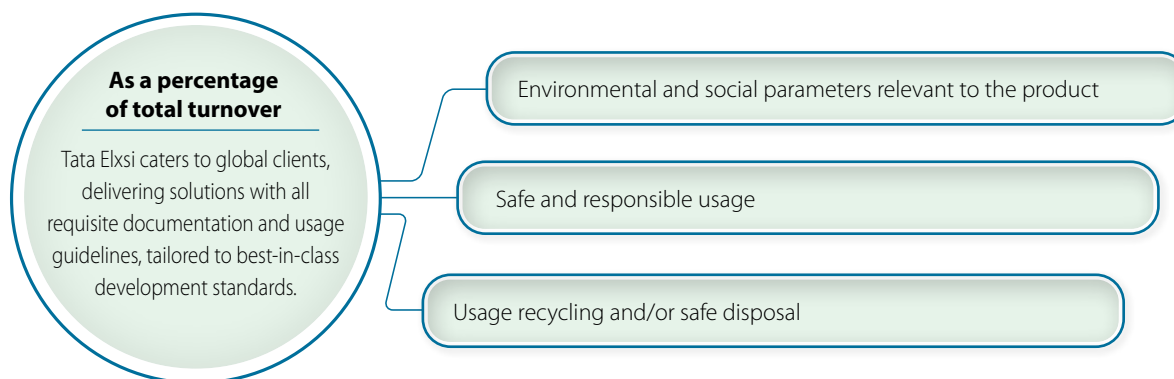 As a percentage
of total turnover
Tata Elxsi caters to global clients,
delivering solutions with all
requisite documentation and usage
guidelines, tailored to best-in-class
development standards.
Environmental and social parameters relevant to the product
Safe and responsible usage
Usage recycling and/or safe disposal